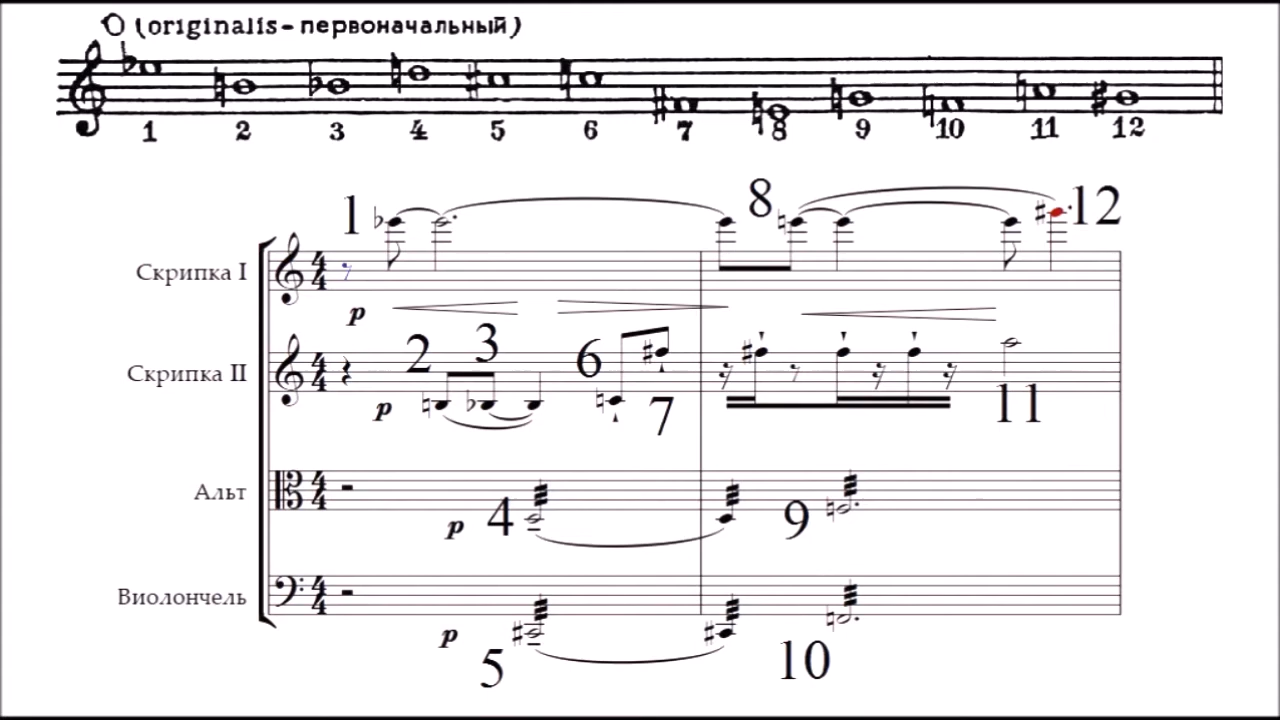 O (originalis - первоначальный)
1 2 3 4 5 6 7 8 9 10 11 12
1 8 12
Скрипка I
p
2 3 6
Скрипка II
p
7 11
Альт
p 4 9
Виолончель
p
5 10